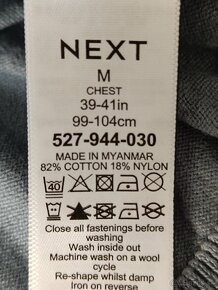 NEXT
M
CHEST
39-41in
99-104cm
527-944-030
MADE IN MYANMAR
82% COTTON 18% NYLON
40
Close all fastenings before
washing
Wash inside out
Machine wash on a wool
cycle
Re-shape whilst damp
Iron on reverse